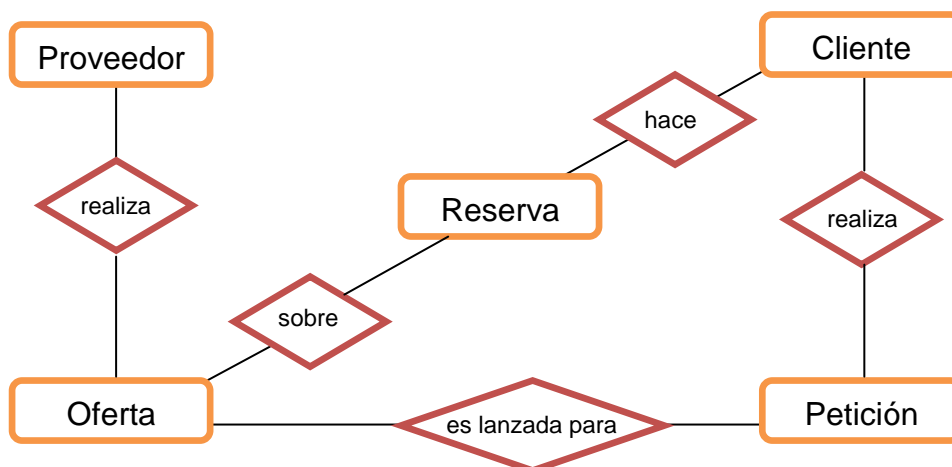 Proveedor
Cliente
hace
realiza
Reserva
realiza
sobre
Oferta
es lanzada para
Petición